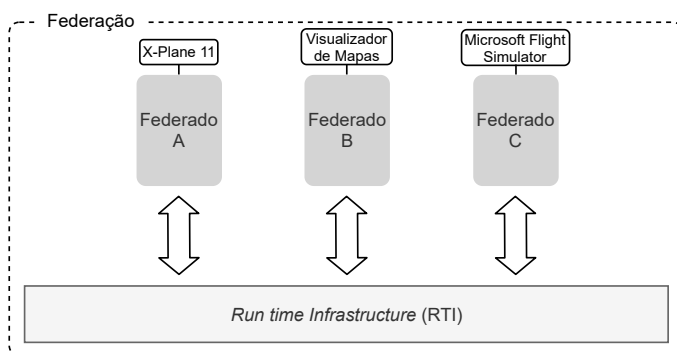 Federação
X-Plane 11
Visualizador
de Mapas
Microsoft Flight
Simulator
Federado
A
Federado
B
Federado
C
Run time Infrastructure (RTI)